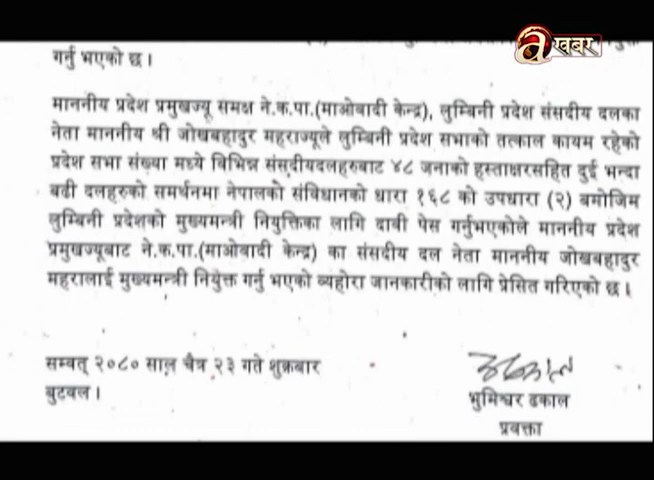 खबर
गर्नु भएको छ ।
माननीय प्रदेश प्रमुखज्यू समक्ष ने.क.पा.(माओवादी केन्द्र), लुम्बिनी प्रदेश संसदीय दलका
नेता माननीय श्री जोखबहादुर महराज्यूले लुम्बिनी प्रदेश सभाको तत्काल कायम रहेको
प्रदेश सभा संख्या मध्ये विभिन्न संसदीयदलहरुबाट ४८ जनाको हस्ताक्षरसहित दुई भन्दा
बढी दलहरुको समर्थनमा नेपालको संविधानको धारा १६८ को उपधारा (२) बमोजिम
लुम्बिनी प्रदेशको मुख्यमन्त्री नियुक्तिका लागि दावी पेस गर्नुभएकोले माननीय प्रदेश
प्रमुखज्यूबाट ने.क.पा.(माओवादी केन्द्र) का संसदीय दल नेता माननीय जोखबहादुर
महरालाई मुख्यमन्त्री नियुक्त गर्नु भएको व्यहोरा जानकारीको लागि प्रेसित गरिएको छ ।
सम्वत् २०८० साल चैत्र २३ गते शुक्रबार
बुटवल ।
भुमिश्वर ढकाल
प्रवक्ता